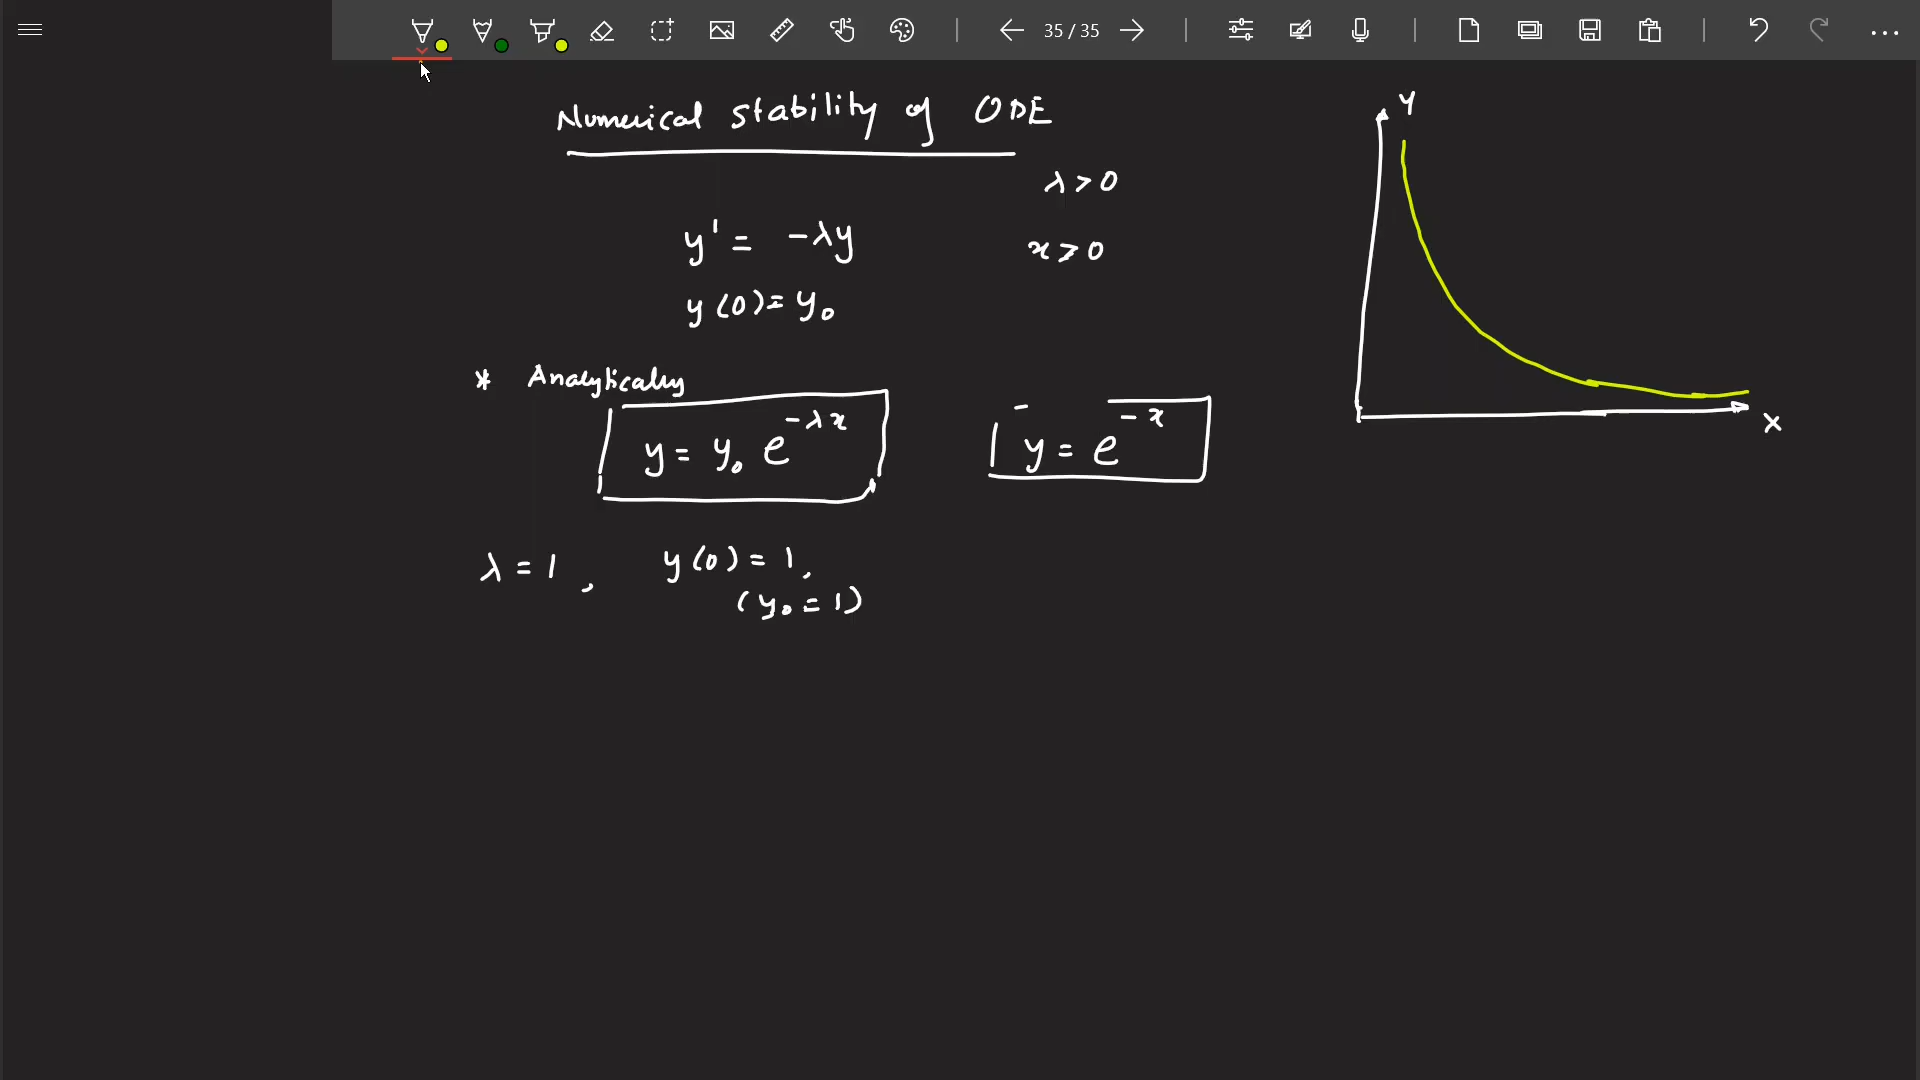 35 / 35
Numerical stability of ODE
λ > 0
y' = -λy
x > 0
y(0) = y₀
* Analytically
y = y₀ e^{-λx}
y = e^{-x}
λ = 1 , y(0) = 1,
(y₀ = 1)
Y
X